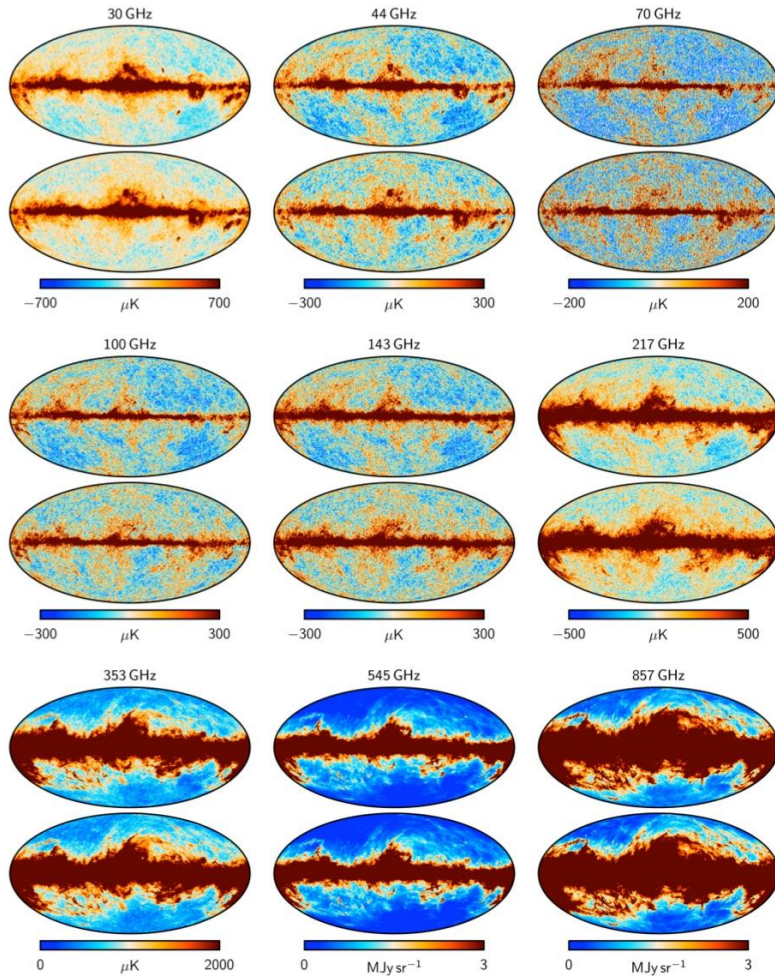 30 GHz
44 GHz
70 GHz
−700 μK 700
−300 μK 300
−200 μK 200
100 GHz
143 GHz
217 GHz
−300 μK 300
−300 μK 300
−500 μK 500
353 GHz
545 GHz
857 GHz
0 μK 2000
0 MJy sr⁻¹ 3
0 MJy sr⁻¹ 3